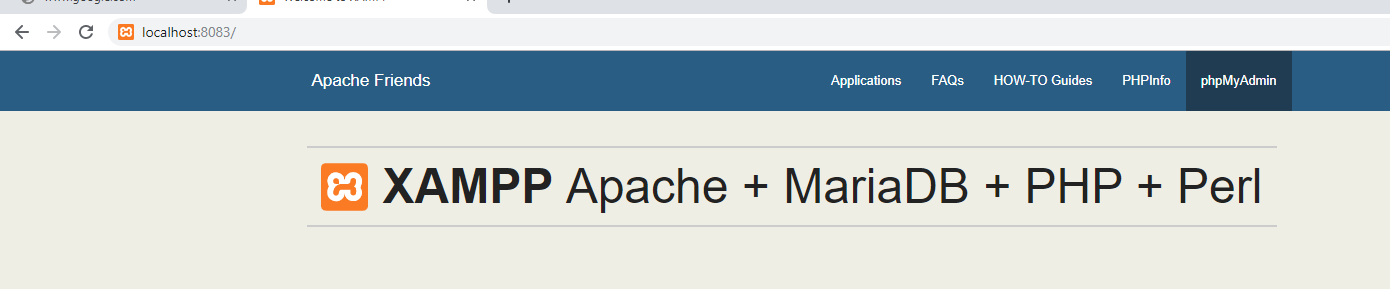 localhost:8083/
Apache Friends
Applications
FAQs
HOW-TO Guides
PHPInfo
phpMyAdmin
XAMPP Apache + MariaDB + PHP + Perl